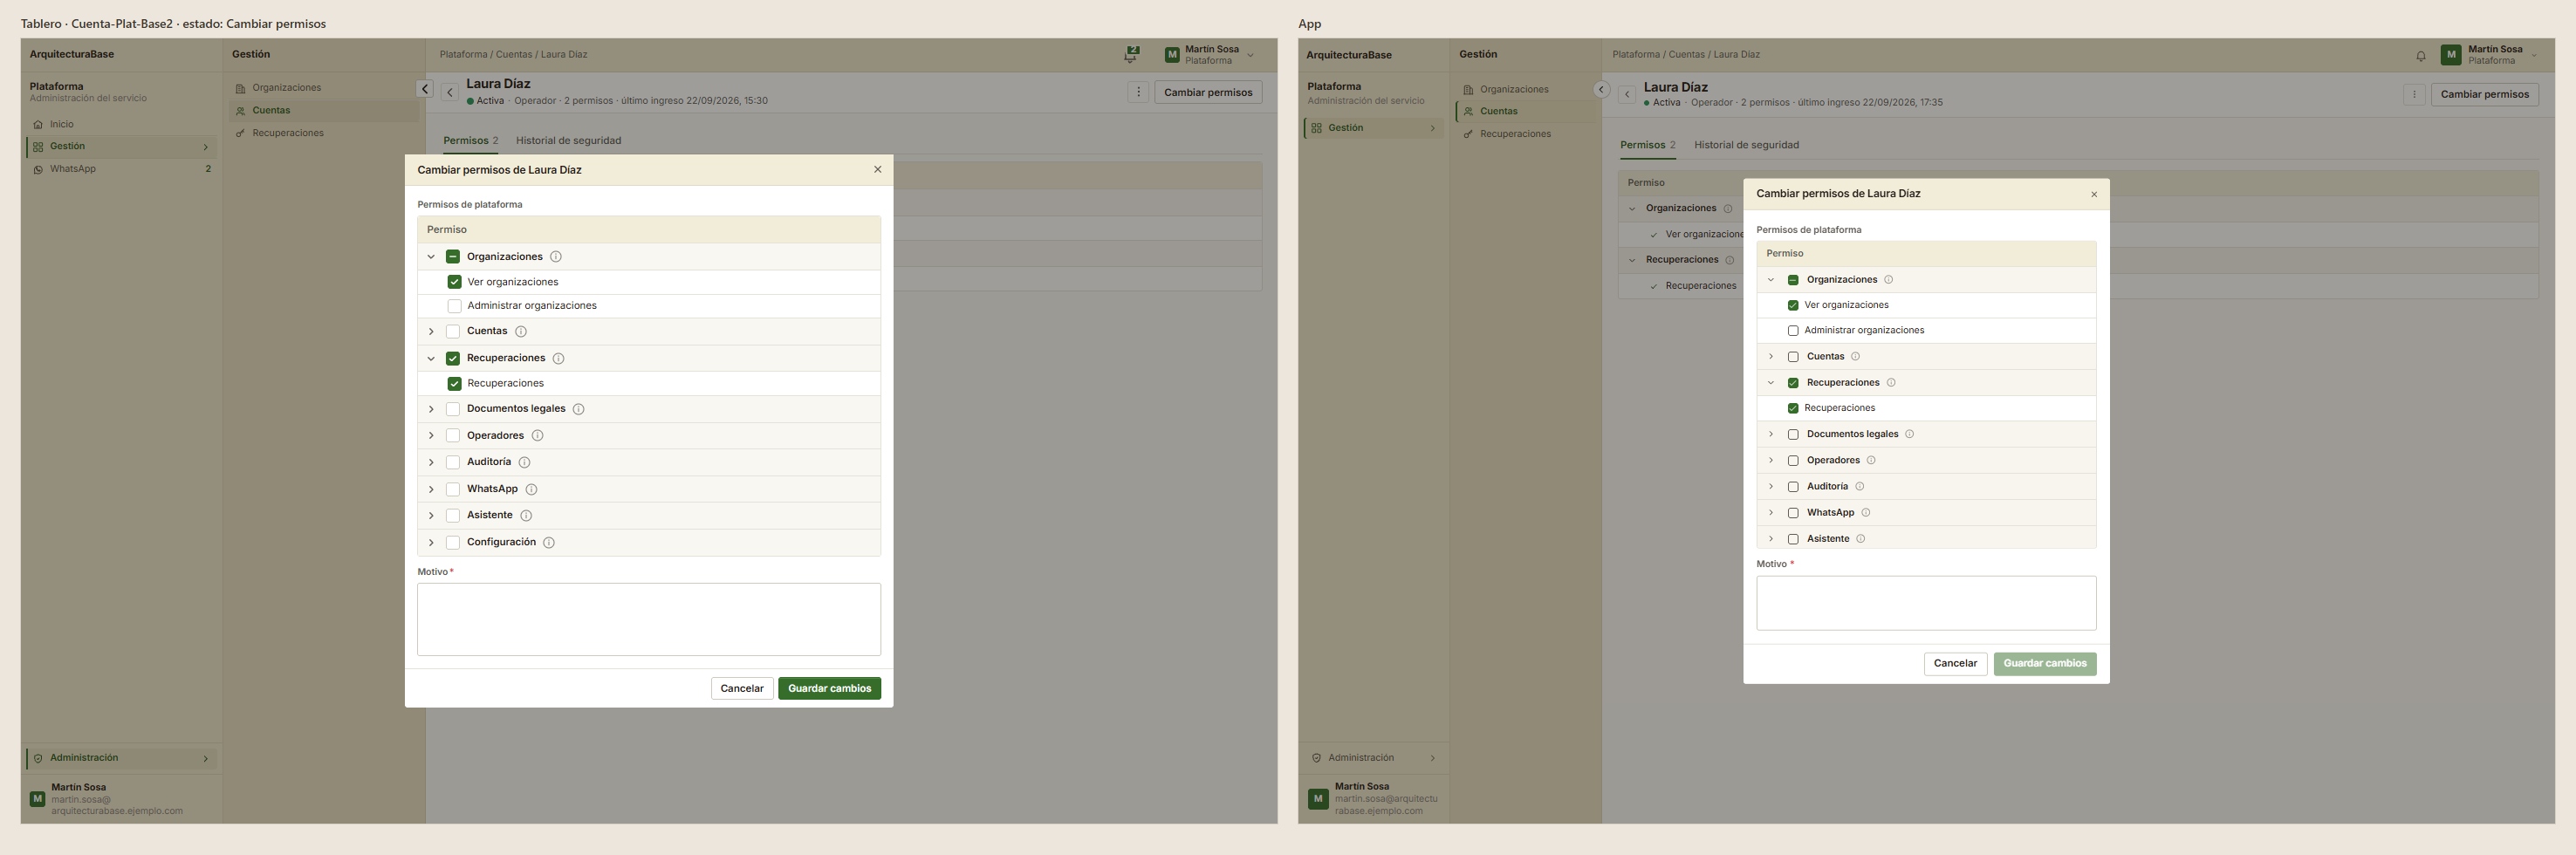 Tablero · Cuenta-Plat-Base2 · estado: Cambiar permisos
ArquitecturaBase
Plataforma
Administración del servicio
Inicio
Gestión
WhatsApp 2
Administración
M Martín Sosa
martin.sosa@
arquitecturabase.ejemplo.com
Gestión
Organizaciones
Cuentas
Recuperaciones
Plataforma / Cuentas / Laura Díaz
2
M Martín Sosa
Plataforma
Laura Díaz
Activa · Operador · 2 permisos · último ingreso 22/09/2026, 15:30
Cambiar permisos
Permisos 2 Historial de seguridad
Cambiar permisos de Laura Díaz
Permisos de plataforma
Permiso
Organizaciones
Ver organizaciones
Administrar organizaciones
Cuentas
Recuperaciones
Recuperaciones
Documentos legales
Operadores
Auditoría
WhatsApp
Asistente
Configuración
Motivo *
Cancelar Guardar cambios
App
ArquitecturaBase
Plataforma
Administración del servicio
Gestión
Administración
M Martín Sosa
martin.sosa@arquitectu
rabase.ejemplo.com
Gestión
Organizaciones
Cuentas
Recuperaciones
Plataforma / Cuentas / Laura Díaz
M Martín Sosa
Plataforma
Laura Díaz
Activa · Operador · 2 permisos · último ingreso 22/09/2026, 17:35
Cambiar permisos
Permisos 2 Historial de seguridad
Permiso
Organizaciones
Ver organizacione
Recuperaciones
Recuperaciones
Cambiar permisos de Laura Díaz
Permisos de plataforma
Permiso
Organizaciones
Ver organizaciones
Administrar organizaciones
Cuentas
Recuperaciones
Recuperaciones
Documentos legales
Operadores
Auditoría
WhatsApp
Asistente
Motivo *
Cancelar Guardar cambios